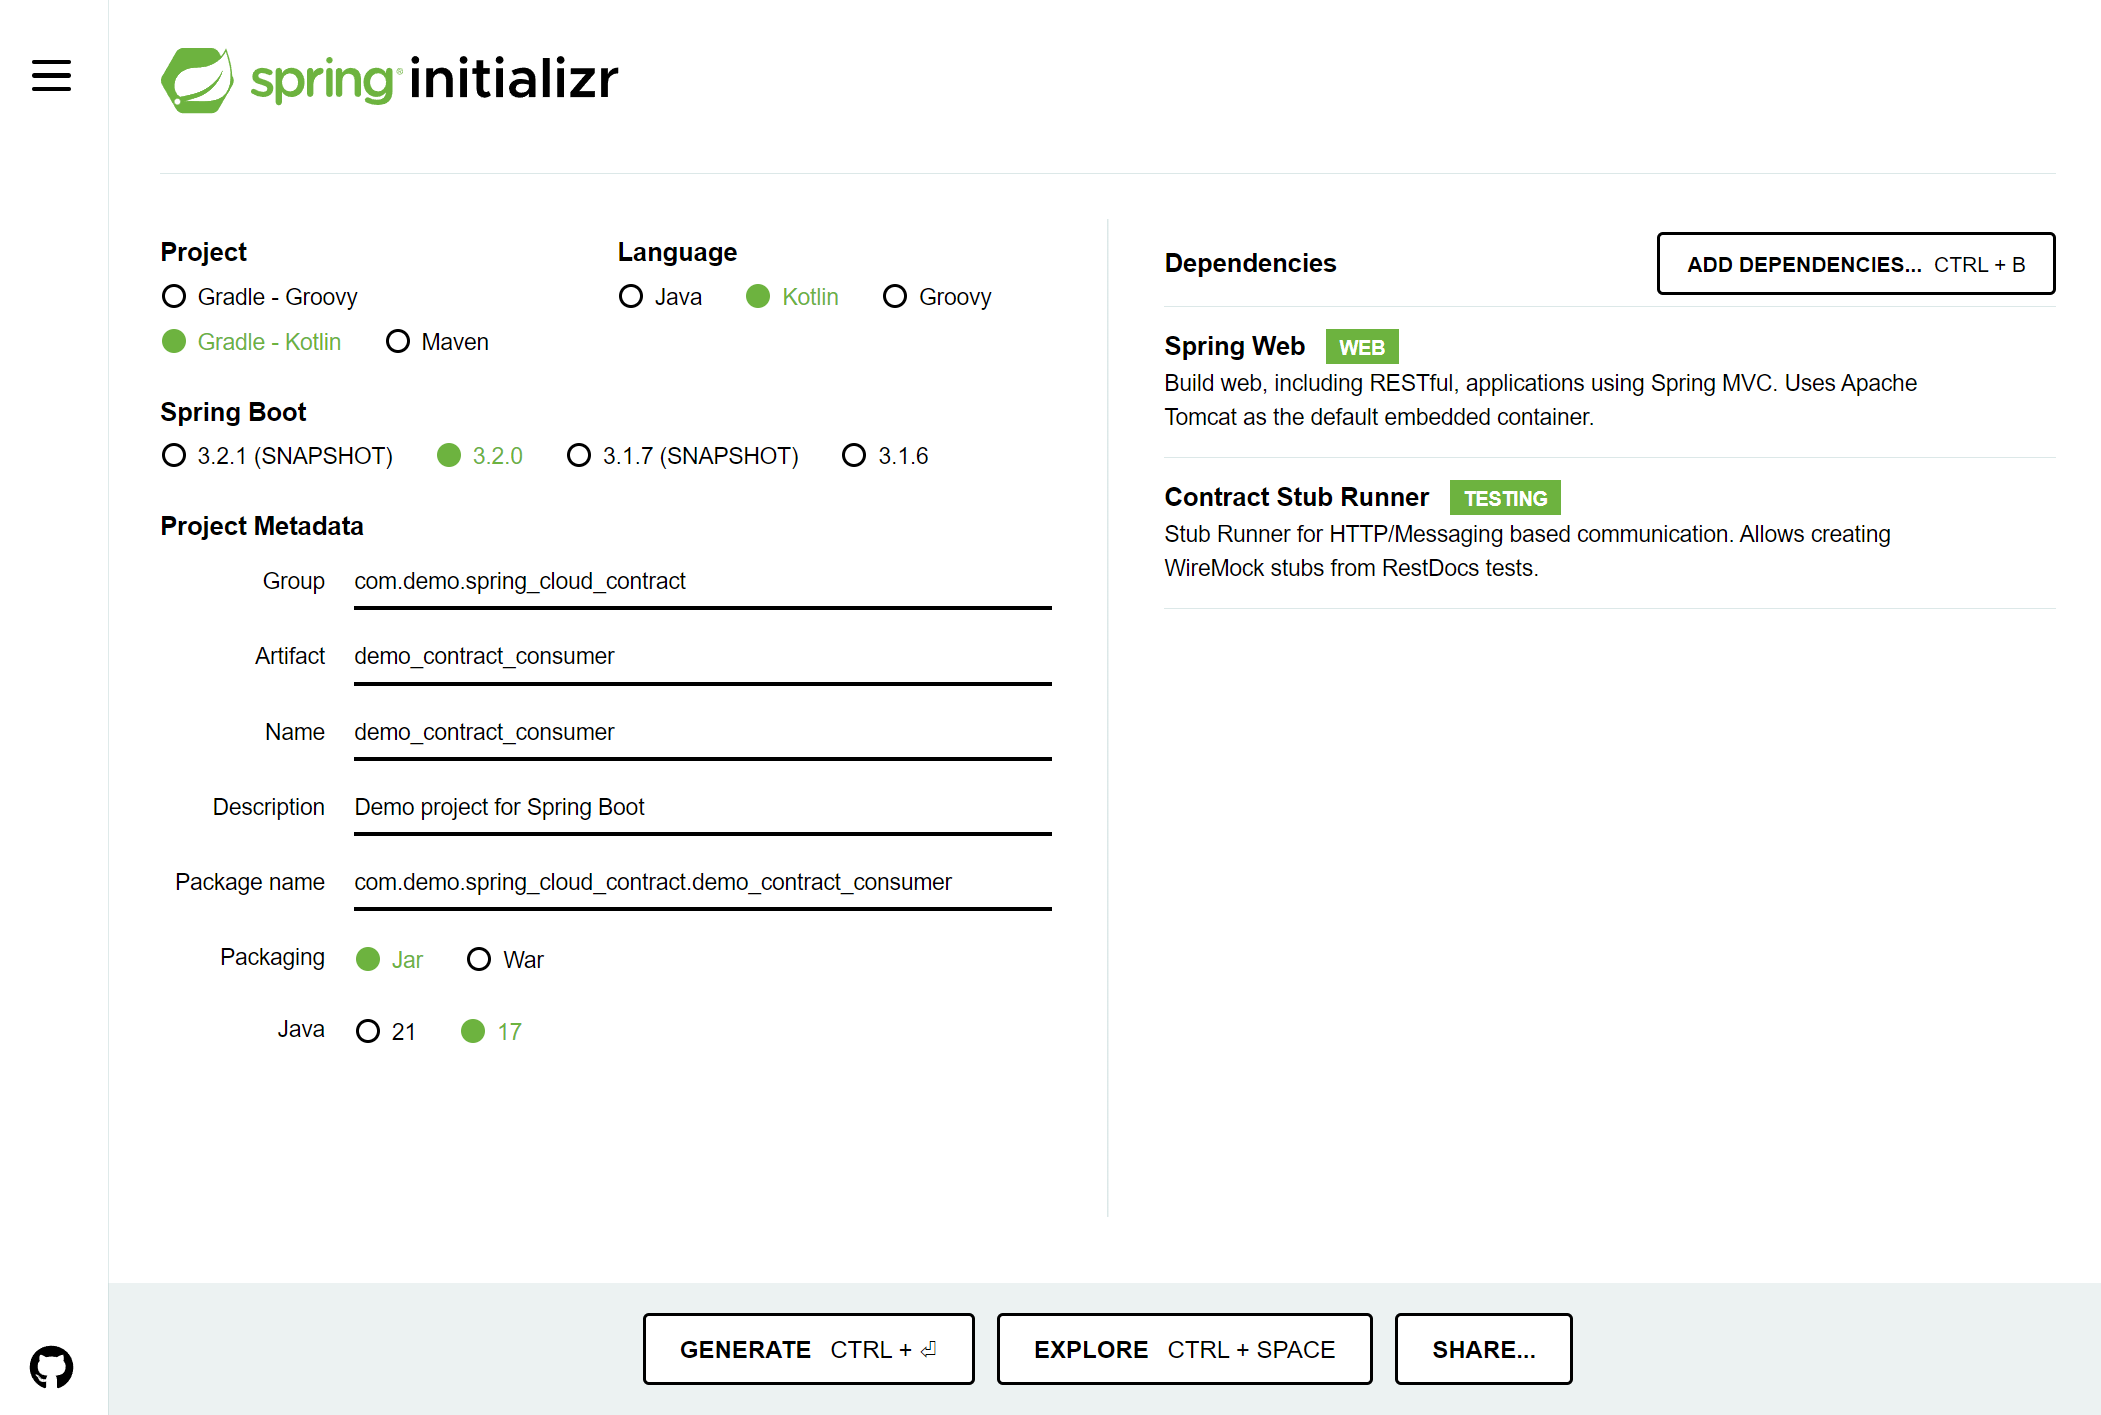 spring® initializr
Project
Gradle - Groovy
Gradle - Kotlin Maven
Language
Java Kotlin Groovy
Spring Boot
3.2.1 (SNAPSHOT) 3.2.0 3.1.7 (SNAPSHOT) 3.1.6
Project Metadata
Group com.demo.spring_cloud_contract
Artifact demo_contract_consumer
Name demo_contract_consumer
Description Demo project for Spring Boot
Package name com.demo.spring_cloud_contract.demo_contract_consumer
Packaging Jar War
Java 21 17
Dependencies ADD DEPENDENCIES... CTRL + B
Spring Web WEB
Build web, including RESTful, applications using Spring MVC. Uses Apache
Tomcat as the default embedded container.
Contract Stub Runner TESTING
Stub Runner for HTTP/Messaging based communication. Allows creating
WireMock stubs from RestDocs tests.
GENERATE CTRL + ⏎ EXPLORE CTRL + SPACE SHARE...